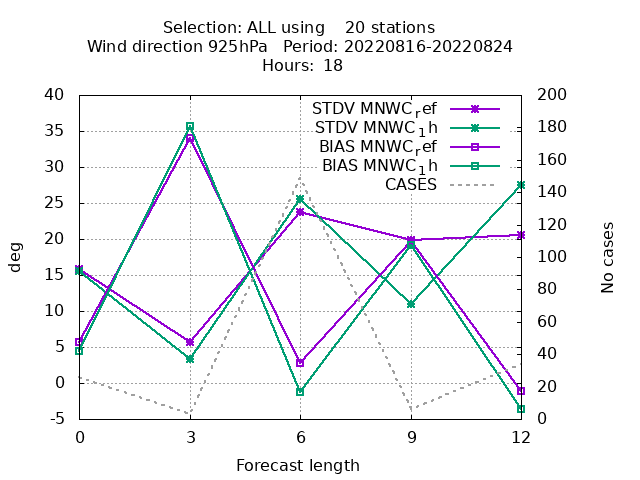 Selection: ALL using 20 stations
Wind direction 925hPa Period: 20220816-20220824
Hours: 18
40
35
30
25
20
15
10
5
0
-5
200
180
160
140
120
100
80
60
40
20
0
STDV MNWC_ref
STDV MNWC_1h
BIAS MNWC_ref
BIAS MNWC_1h
CASES
deg
No cases
0 3 6 9 12
Forecast length